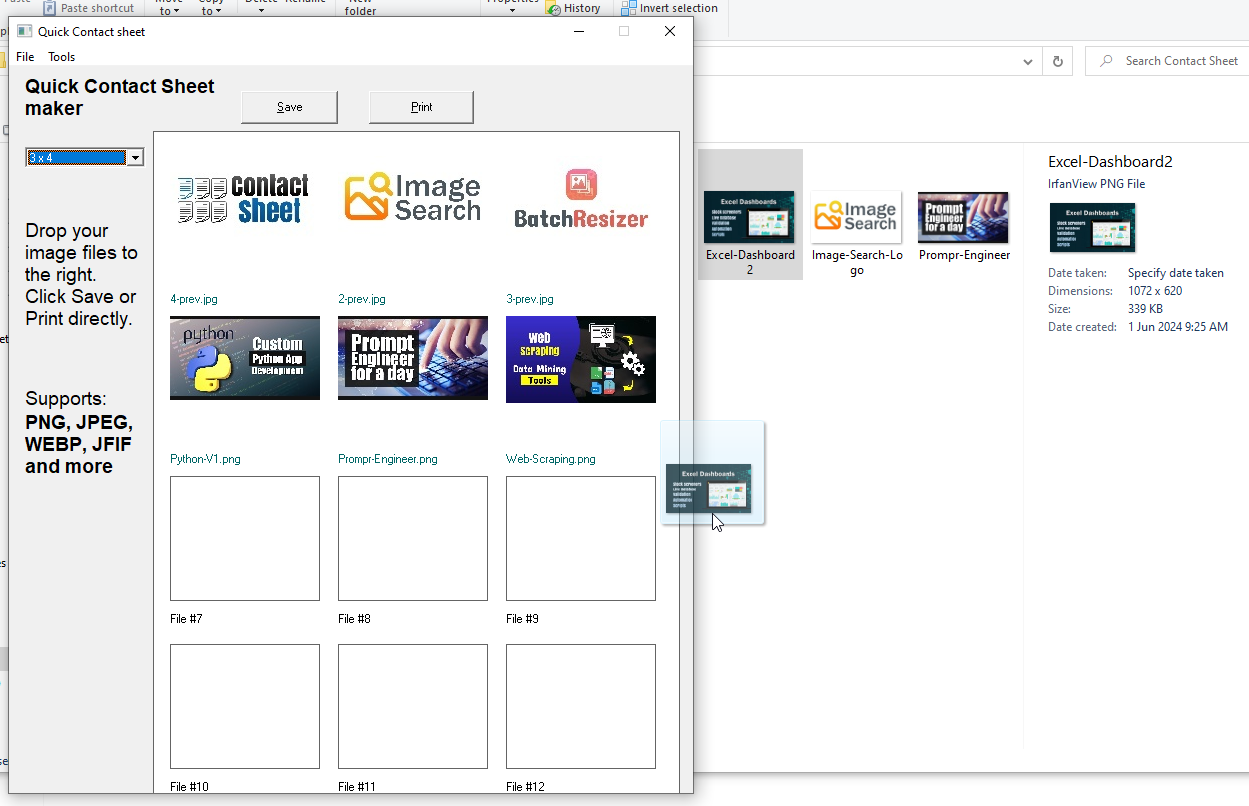 Paste shortcut
Move to
Copy to
Delete
Rename
New folder
Properties
History
Invert selection
Quick Contact sheet
File
Tools
Quick Contact Sheet
maker
Save
Print
Search Contact Sheet
3 x 4
contact
Sheet
Image
Search
BatchResizer
Drop your
image files to
the right.
Click Save or
Print directly.
4-prev.jpg
2-prev.jpg
3-prev.jpg
python
Custom
Python App
Development
Prompt
Engineer
for a day
Web
scraping
Data Mining
Tools
Supports:
PNG, JPEG,
WEBP, JFIF
and more
Python-V1.png
Prompr-Engineer.png
Web-Scraping.png
File #7
File #8
File #9
File #10
File #11
File #12
Excel Dashboards
Excel Dashboards
Excel-Dashboard
2
Image
Search
Image-Search-Lo
go
Prompt
Engineer
for a day
Prompr-Engineer
Excel-Dashboard2
IrfanView PNG File
Excel Dashboards
Date taken: Specify date taken
Dimensions: 1072 x 620
Size: 339 KB
Date created: 1 Jun 2024 9:25 AM